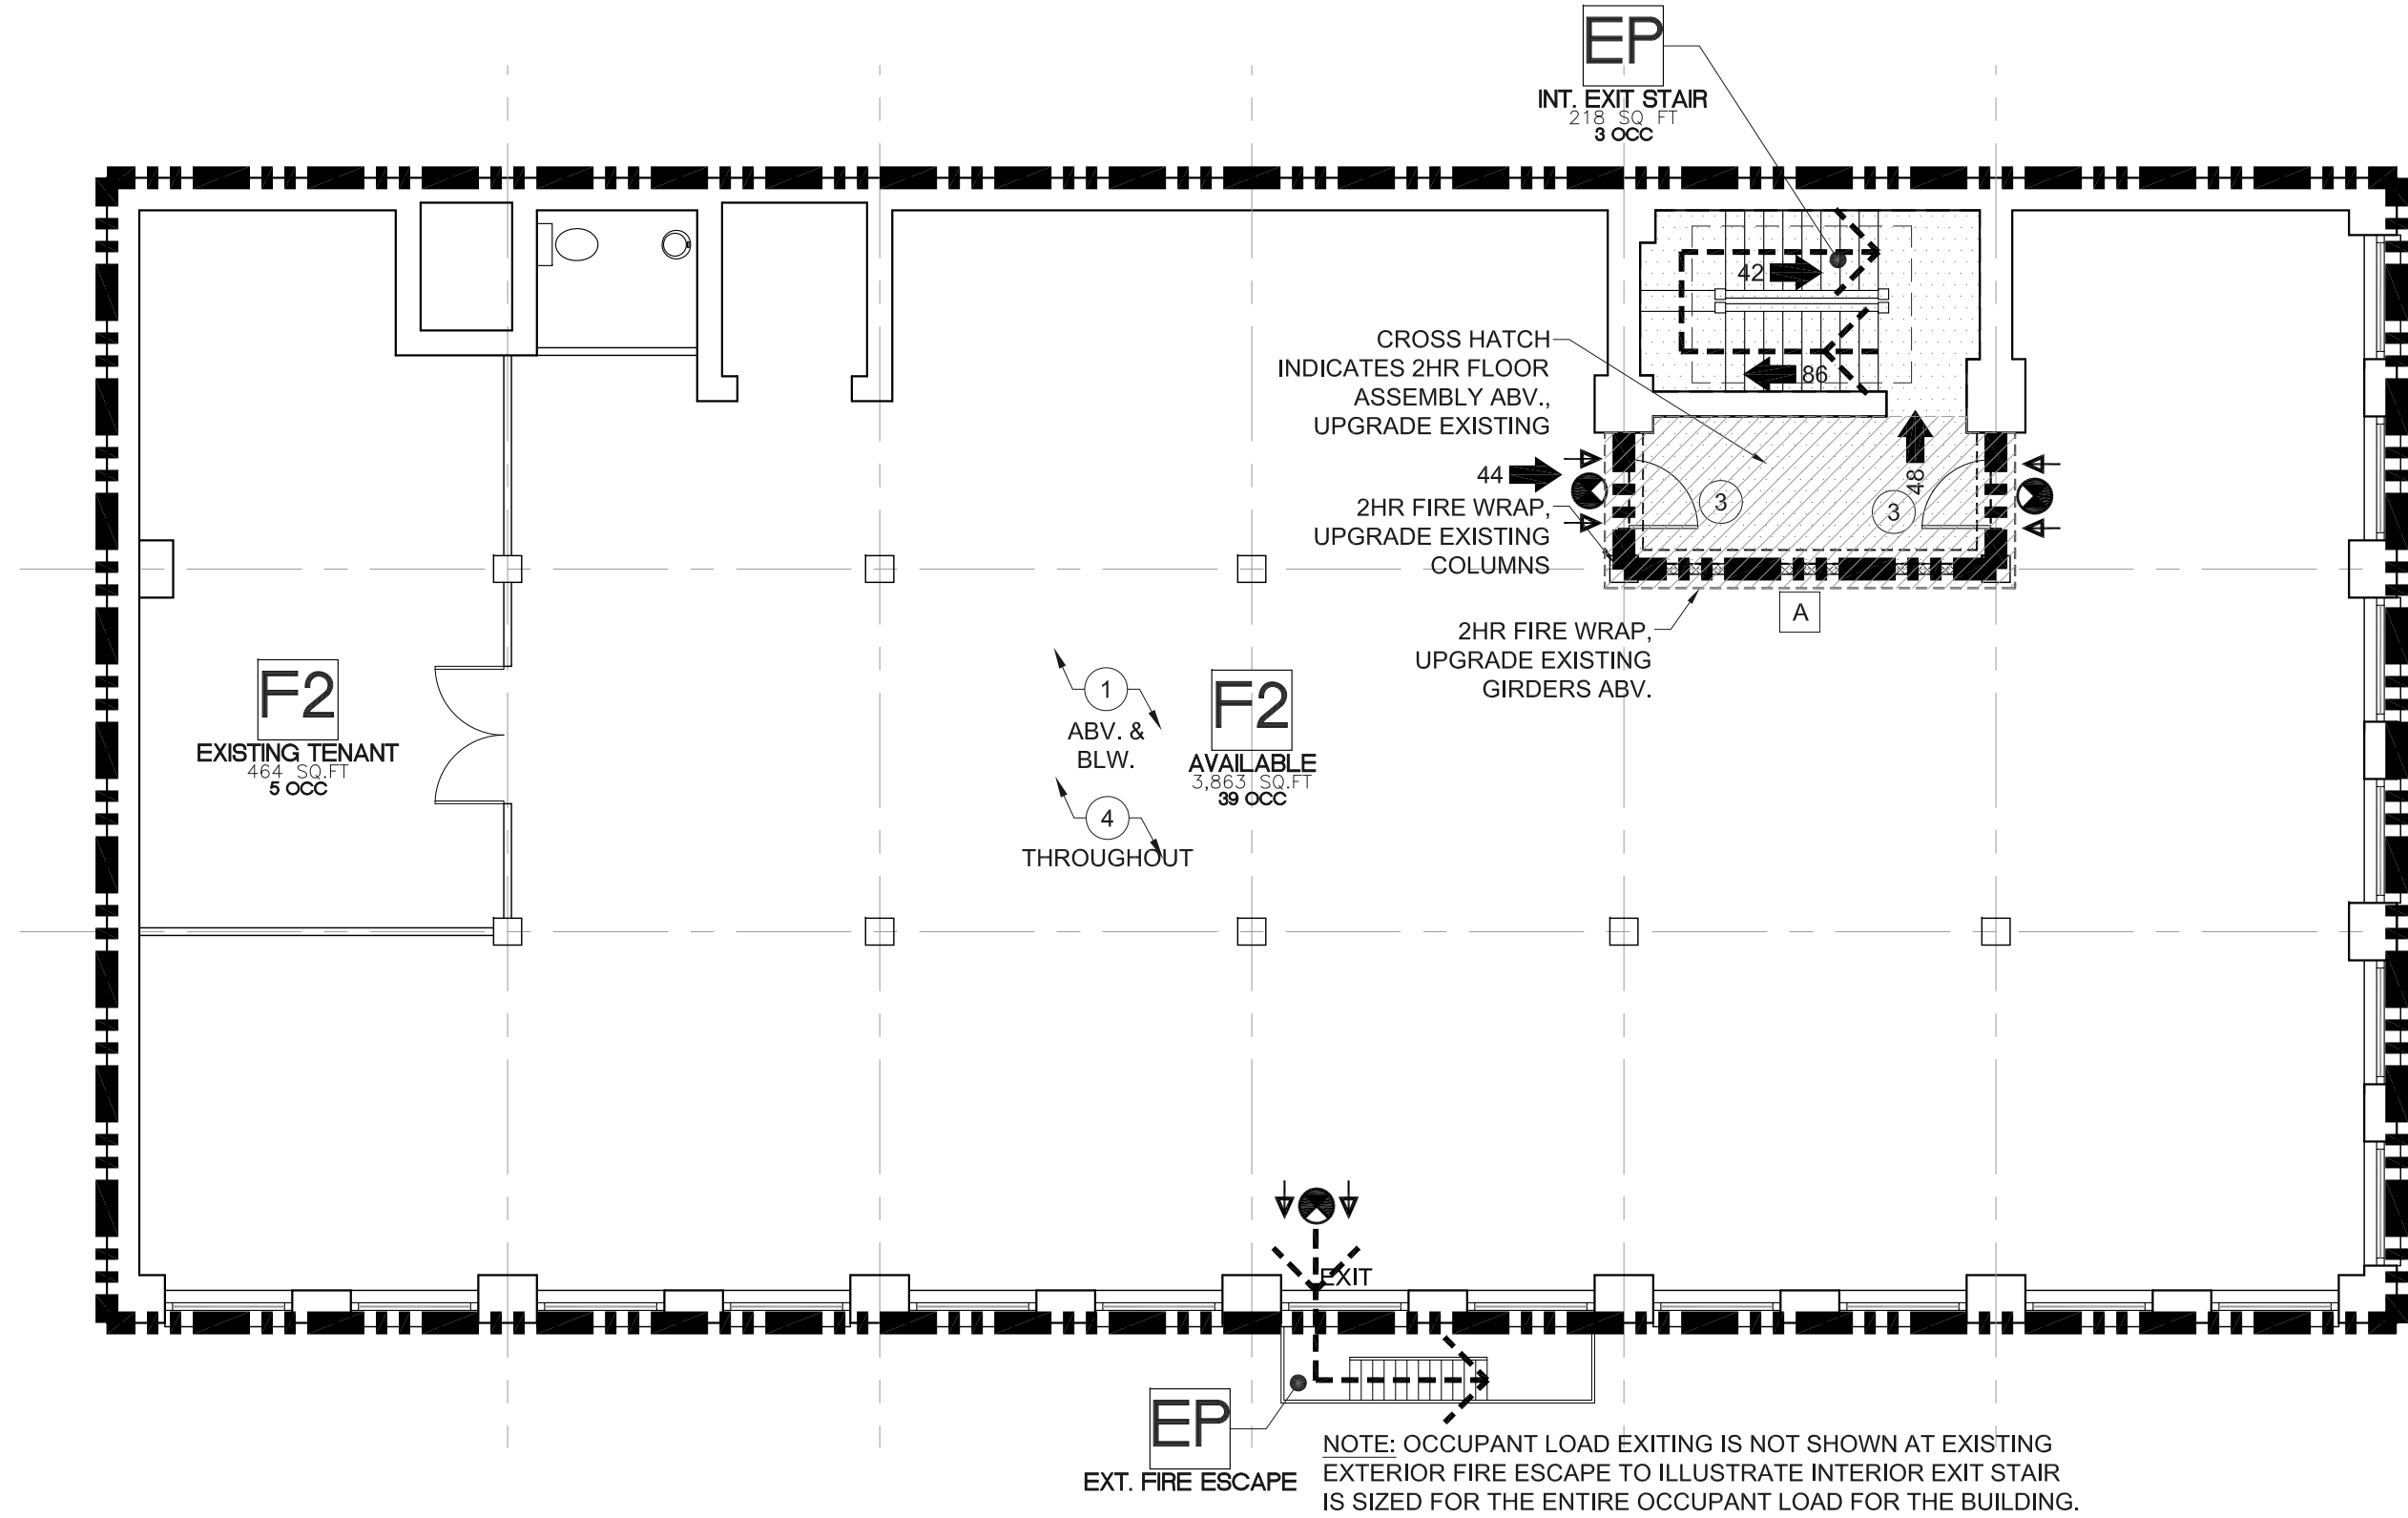 EP
INT. EXIT STAIR
218 SQ FT
3 OCC
42
86
CROSS HATCH
INDICATES 2HR FLOOR
ASSEMBLY ABV.,
UPGRADE EXISTING
44
48
3
3
2HR FIRE WRAP,
UPGRADE EXISTING
COLUMNS
A
2HR FIRE WRAP,
UPGRADE EXISTING
GIRDERS ABV.
F2
EXISTING TENANT
464 SQ.FT
5 OCC
1
ABV. &
BLW.
4
THROUGHOUT
F2
AVAILABLE
3,863 SQ.FT
39 OCC
EXIT
EP
EXT. FIRE ESCAPE
NOTE: OCCUPANT LOAD EXITING IS NOT SHOWN AT EXISTING
EXTERIOR FIRE ESCAPE TO ILLUSTRATE INTERIOR EXIT STAIR
IS SIZED FOR THE ENTIRE OCCUPANT LOAD FOR THE BUILDING.